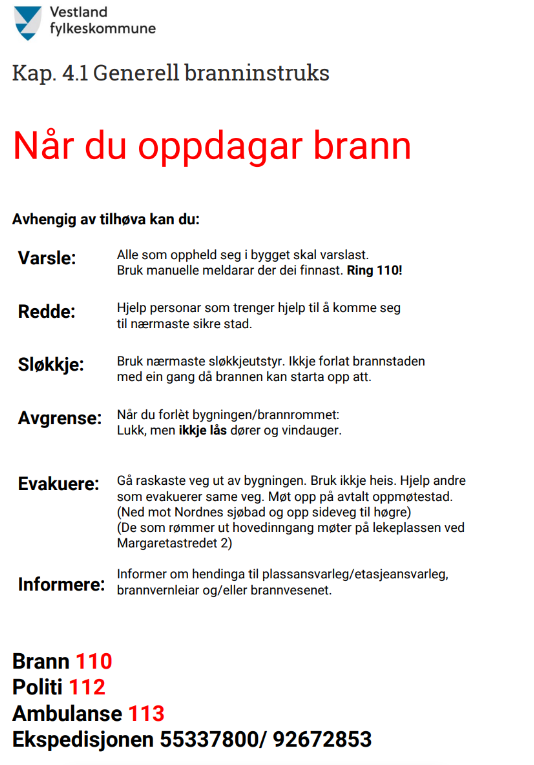 Vestland
fylkeskommune
Kap. 4.1 Generell branninstruks
Når du oppdagar brann
Avhengig av tilhøva kan du:
Varsle:
Alle som oppheld seg i bygget skal varslast.
Bruk manuelle meldarar der dei finnast. Ring 110!
Redde:
Hjelp personar som trenger hjelp til å komme seg
til nærmaste sikre stad.
Sløkkje:
Bruk nærmaste sløkkjeutstyr. Ikkje forlat brannstaden
med ein gang då brannen kan starta opp att.
Avgrense:
Når du forlèt bygningen/brannrommet:
Lukk, men ikkje lås dører og vindauger.
Evakuere:
Gå raskaste veg ut av bygningen. Bruk ikkje heis. Hjelp andre
som evakuerer same veg. Møt opp på avtalt oppmøtestad.
(Ned mot Nordnes sjøbad og opp sideveg til høgre)
(De som rømmer ut hovedinngang møter på lekeplassen ved
Margaretastredet 2)
Informere:
Informer om hendinga til plassansvarleg/etasjeansvarleg,
brannvernleiar og/eller brannvesenet.
Brann 110
Politi 112
Ambulanse 113
Ekspedisjonen 55337800/ 92672853